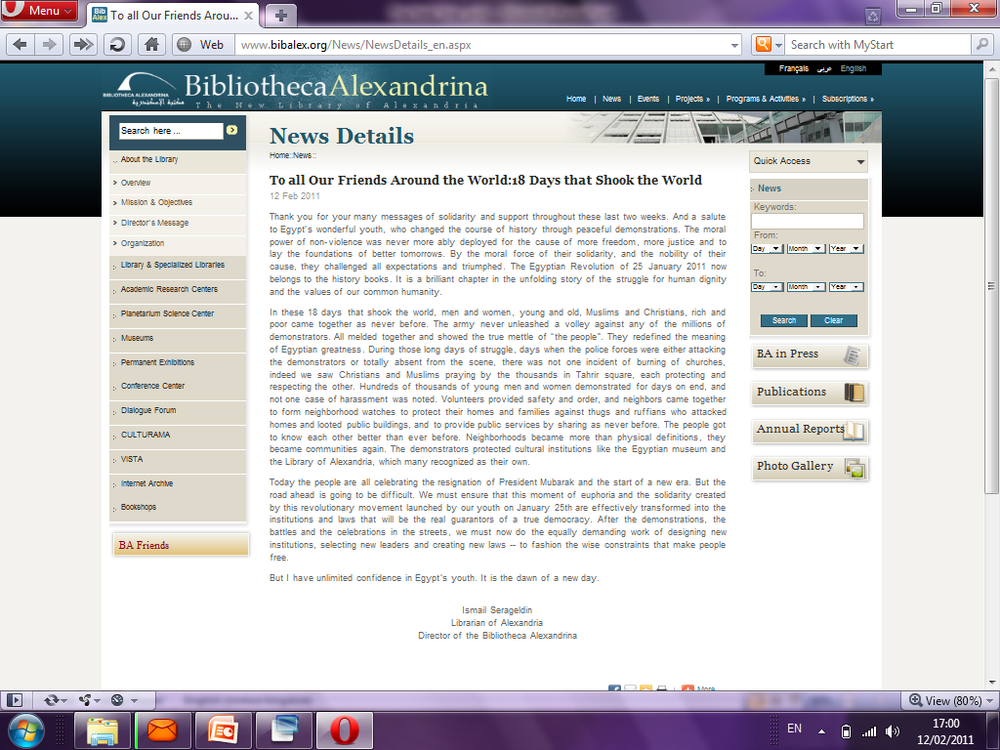 Menu
To all Our Friends Arou...
Web
www.bibalex.org/News/NewsDetails_en.aspx
Search with MyStart
Français عربي English
BIBLIOTHECA ALEXANDRINA
مكتبة الإسكندرية
BibliothecaAlexandrina
The New Library of Alexandria
Home | News | Events | Projects » | Programs & Activities » | Subscriptions »
Search here ...
About the Library
Overview
Mission & Objectives
Director's Message
Organization
Library & Specialized Libraries
Academic Research Centers
Planetarium Science Center
Museums
Permanent Exhibitions
Conference Center
Dialogue Forum
CULTURAMA
VISTA
Internet Archive
Bookshops
BA Friends
News Details
Home::News::
To all Our Friends Around the World:18 Days that Shook the World
12 Feb 2011
Thank you for your many messages of solidarity and support throughout these last two weeks. And a salute
to Egypt's wonderful youth, who changed the course of history through peaceful demonstrations. The moral
power of non-violence was never more ably deployed for the cause of more freedom, more justice and to
lay the foundations of better tomorrows. By the moral force of their solidarity, and the nobility of their
cause, they challenged all expectations and triumphed. The Egyptian Revolution of 25 January 2011 now
belongs to the history books. It is a brilliant chapter in the unfolding story of the struggle for human dignity
and the values of our common humanity.
In these 18 days that shook the world, men and women, young and old, Muslims and Christians, rich and
poor came together as never before. The army never unleashed a volley against any of the millions of
demonstrators. All melded together and showed the true mettle of "the people". They redefined the meaning
of Egyptian greatness. During those long days of struggle, days when the police forces were either attacking
the demonstrators or totally absent from the scene, there was not one incident of burning of churches,
indeed we saw Christians and Muslims praying by the thousands in Tahrir square, each protecting and
respecting the other. Hundreds of thousands of young men and women demonstrated for days on end, and
not one case of harassment was noted. Volunteers provided safety and order, and neighbors came together
to form neighborhood watches to protect their homes and families against thugs and ruffians who attacked
homes and looted public buildings, and to provide public services by sharing as never before. The people got
to know each other better than ever before. Neighborhoods became more than physical definitions, they
became communities again. The demonstrators protected cultural institutions like the Egyptian museum and
the Library of Alexandria, which many recognized as their own.
Today the people are all celebrating the resignation of President Mubarak and the start of a new era. But the
road ahead is going to be difficult. We must ensure that this moment of euphoria and the solidarity created
by this revolutionary movement launched by our youth on January 25th are effectively transformed into the
institutions and laws that will be the real guarantors of a true democracy. After the demonstrations, the
battles and the celebrations in the streets, we must now do the equally demanding work of designing new
institutions, selecting new leaders and creating new laws -- to fashion the wise constraints that make people
free.
But I have unlimited confidence in Egypt's youth. It is the dawn of a new day.
Ismail Serageldin
Librarian of Alexandria
Director of the Bibliotheca Alexandrina
More
Quick Access
News
Keywords:
From:
Day Month Year
To:
Day Month Year
Search Clear
BA in Press
Publications
Annual Reports
Photo Gallery
View (80%)
EN
17:00
12/02/2011